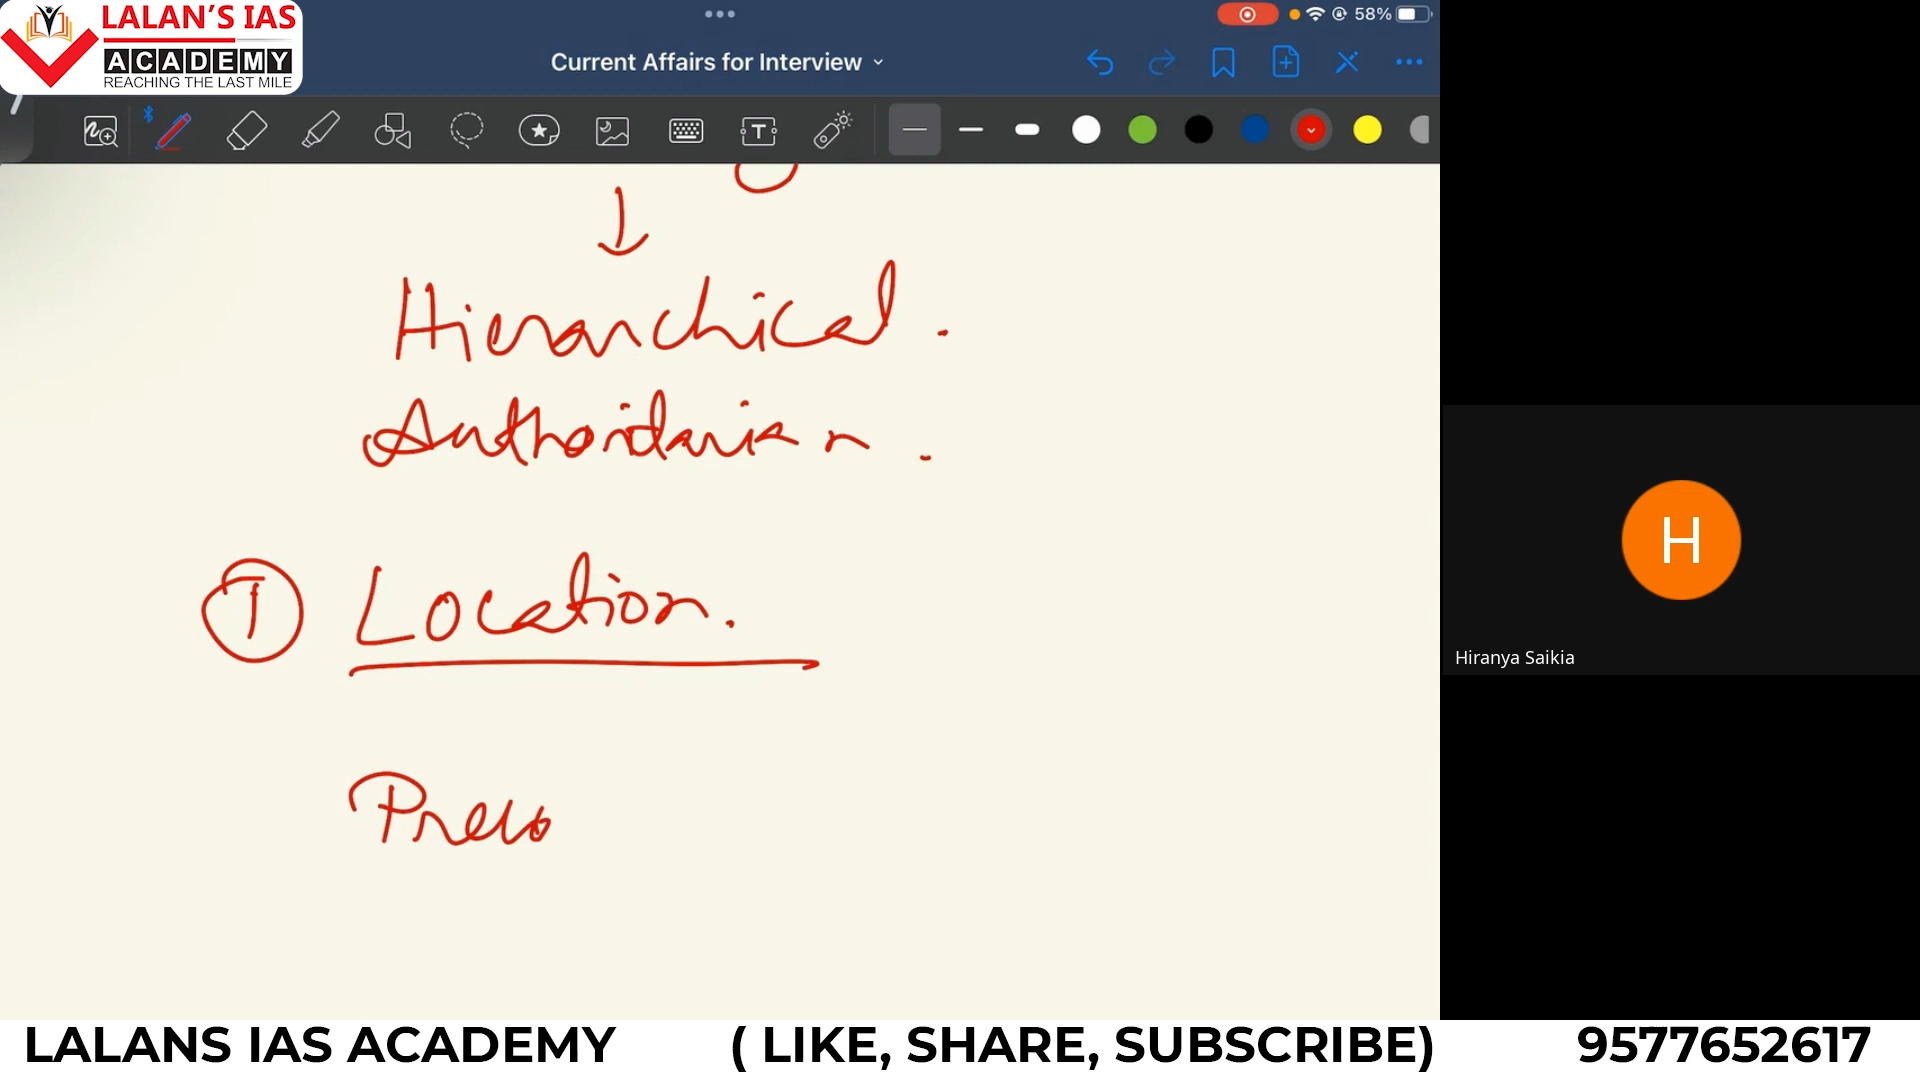 LALAN'S IAS
ACADEMY
REACHING THE LAST MILE
58%
Current Affairs for Interview
T
Hierarchical.
Authoritarian.
1 Location.
H
Hiranya Saikia
LALANS IAS ACADEMY ( LIKE, SHARE, SUBSCRIBE) 9577652617